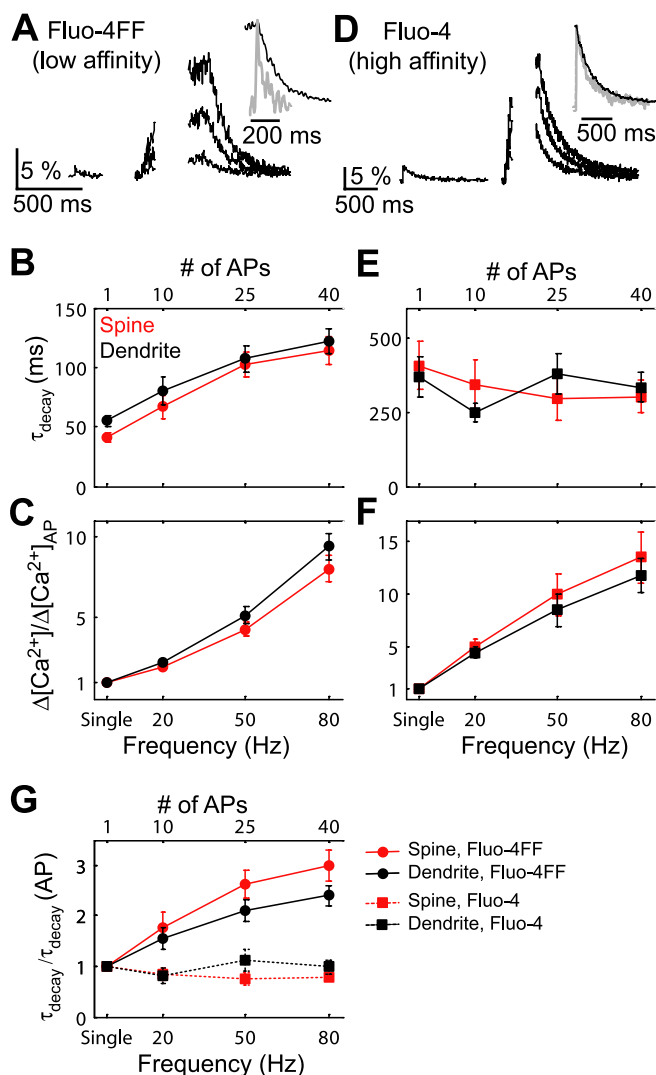 A Fluo-4FF
(low affinity)
200 ms
5 %
500 ms
D Fluo-4
(high affinity)
500 ms
5 %
500 ms
B
# of APs
1 10 25 40
150
100
50
0
τdecay (ms)
Spine
Dendrite
E
# of APs
1 10 25 40
500
250
0
C
10
5
1
Δ[Ca2+]/Δ[Ca2+]AP
Single 20 50 80
Frequency (Hz)
F
15
10
5
1
Single 20 50 80
Frequency (Hz)
G
# of APs
1 10 25 40
3
2
1
0
τdecay/τdecay (AP)
Single 20 50 80
Frequency (Hz)
Spine, Fluo-4FF
Dendrite, Fluo-4FF
Spine, Fluo-4
Dendrite, Fluo-4